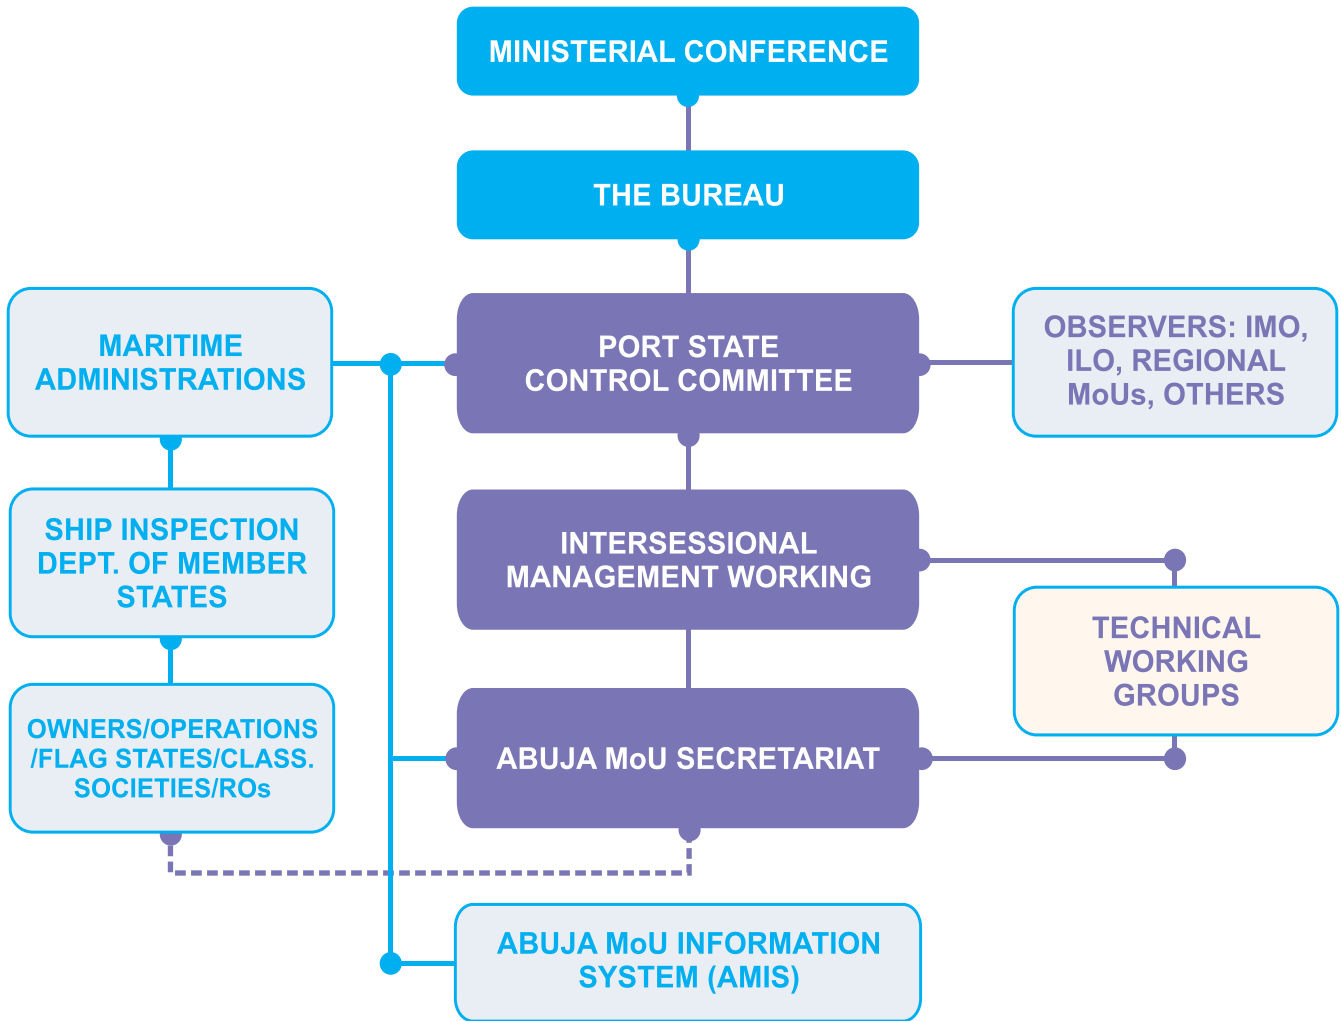 MINISTERIAL CONFERENCE
THE BUREAU
MARITIME
ADMINISTRATIONS
PORT STATE
CONTROL COMMITTEE
OBSERVERS: IMO,
ILO, REGIONAL
MoUs, OTHERS
SHIP INSPECTION
DEPT. OF MEMBER
STATES
INTERSESSIONAL
MANAGEMENT WORKING
TECHNICAL
WORKING
GROUPS
OWNERS/OPERATIONS
/FLAG STATES/CLASS.
SOCIETIES/ROs
ABUJA MoU SECRETARIAT
ABUJA MoU INFORMATION
SYSTEM (AMIS)